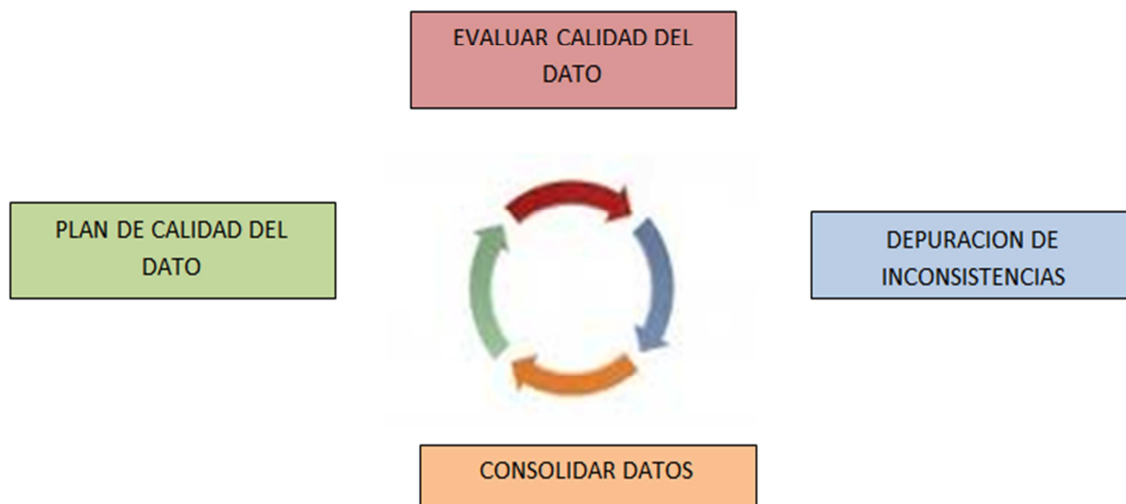 EVALUAR CALIDAD DEL
DATO
PLAN DE CALIDAD DEL
DATO
DEPURACION DE
INCONSISTENCIAS
CONSOLIDAR DATOS